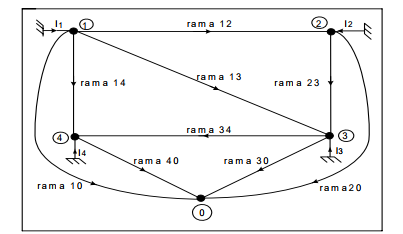 I1
1
rama 12
2
I2
rama 14
rama 13
rama 23
4
rama 34
3
I4
rama 40
rama 30
I3
rama 10
rama20
0